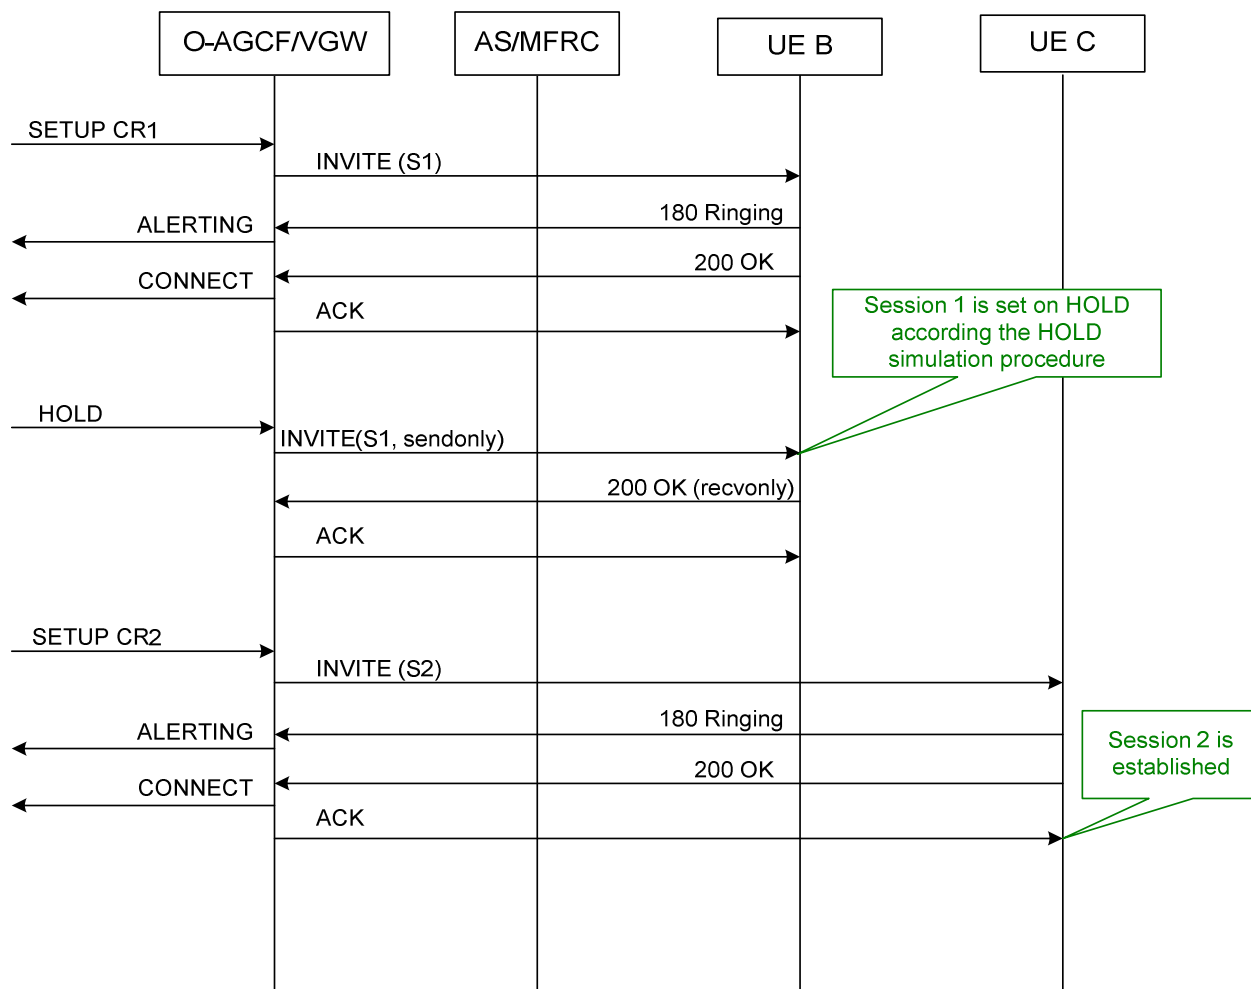 O-AGCF/VGW
AS/MFRC
UE B
UE C
SETUP CR1
INVITE (S1)
180 Ringing
ALERTING
200 OK
CONNECT
ACK
Session 1 is set on HOLD
according the HOLD
simulation procedure
HOLD
INVITE(S1, sendonly)
200 OK (recvonly)
ACK
SETUP CR2
INVITE (S2)
180 Ringing
ALERTING
Session 2 is
established
200 OK
CONNECT
ACK